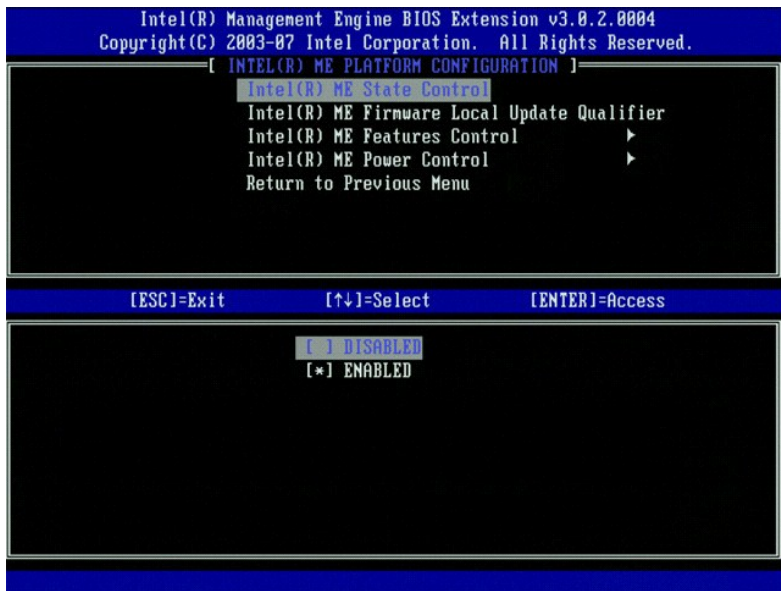 Intel(R) Management Engine BIOS Extension v3.0.2.0004
Copyright(C) 2003-07 Intel Corporation. All Rights Reserved.
[ INTEL(R) ME PLATFORM CONFIGURATION ]
Intel(R) ME State Control
Intel(R) ME Firmware Local Update Qualifier
Intel(R) ME Features Control ►
Intel(R) ME Power Control ►
Return to Previous Menu
[ESC]=Exit [↑↓]=Select [ENTER]=Access
[ ] DISABLED
[*] ENABLED